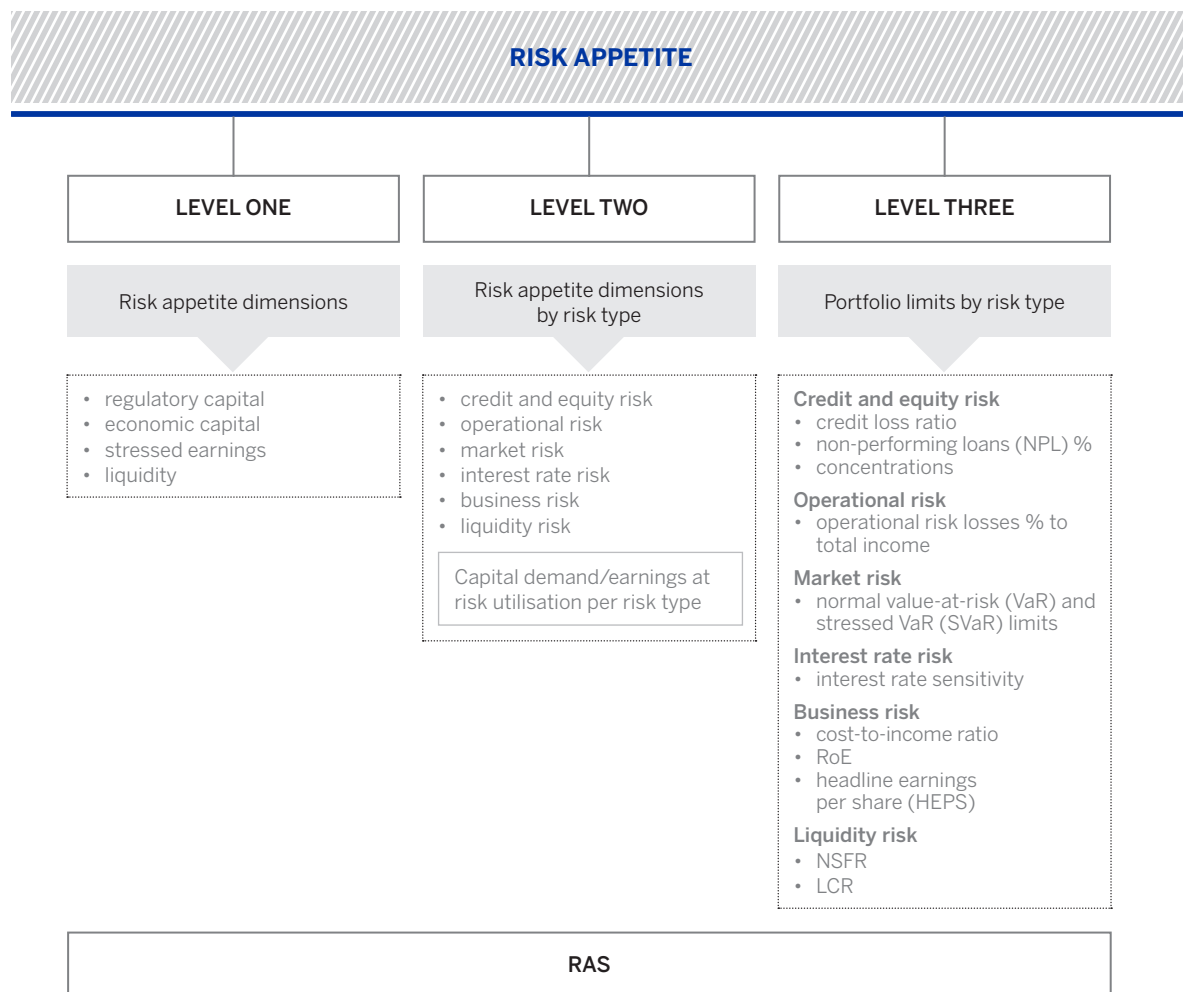 RISK APPETITE
LEVEL ONE
Risk appetite dimensions
• regulatory capital
• economic capital
• stressed earnings
• liquidity
LEVEL TWO
Risk appetite dimensions
by risk type
• credit and equity risk
• operational risk
• market risk
• interest rate risk
• business risk
• liquidity risk
Capital demand/earnings at
risk utilisation per risk type
LEVEL THREE
Portfolio limits by risk type
Credit and equity risk
• credit loss ratio
• non-performing loans (NPL) %
• concentrations
Operational risk
• operational risk losses % to
total income
Market risk
• normal value-at-risk (VaR) and
stressed VaR (SVaR) limits
Interest rate risk
• interest rate sensitivity
Business risk
• cost-to-income ratio
• RoE
• headline earnings
per share (HEPS)
Liquidity risk
• NSFR
• LCR
RAS